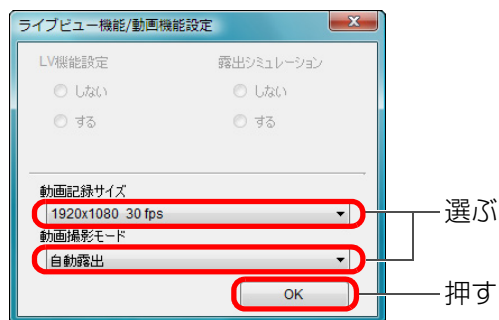 ライブビュー機能/動画機能設定
LV機能設定
露出シミュレーション
しない
しない
する
する
動画記録サイズ
1920x1080 30 fps
選ぶ
動画撮影モード
自動露出
OK
押す